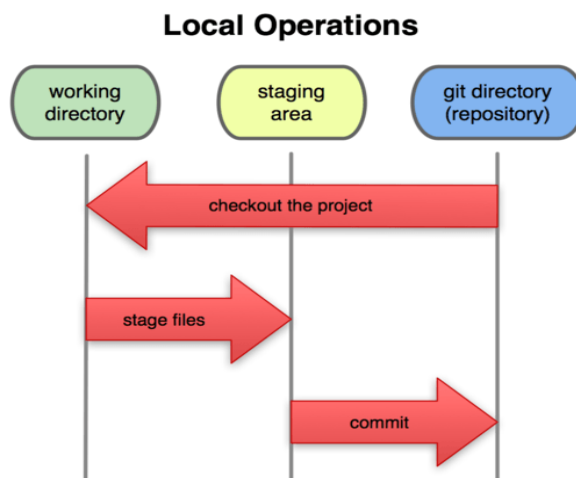 Local Operations
working
directory
staging
area
git directory
(repository)
checkout the project
stage files
commit